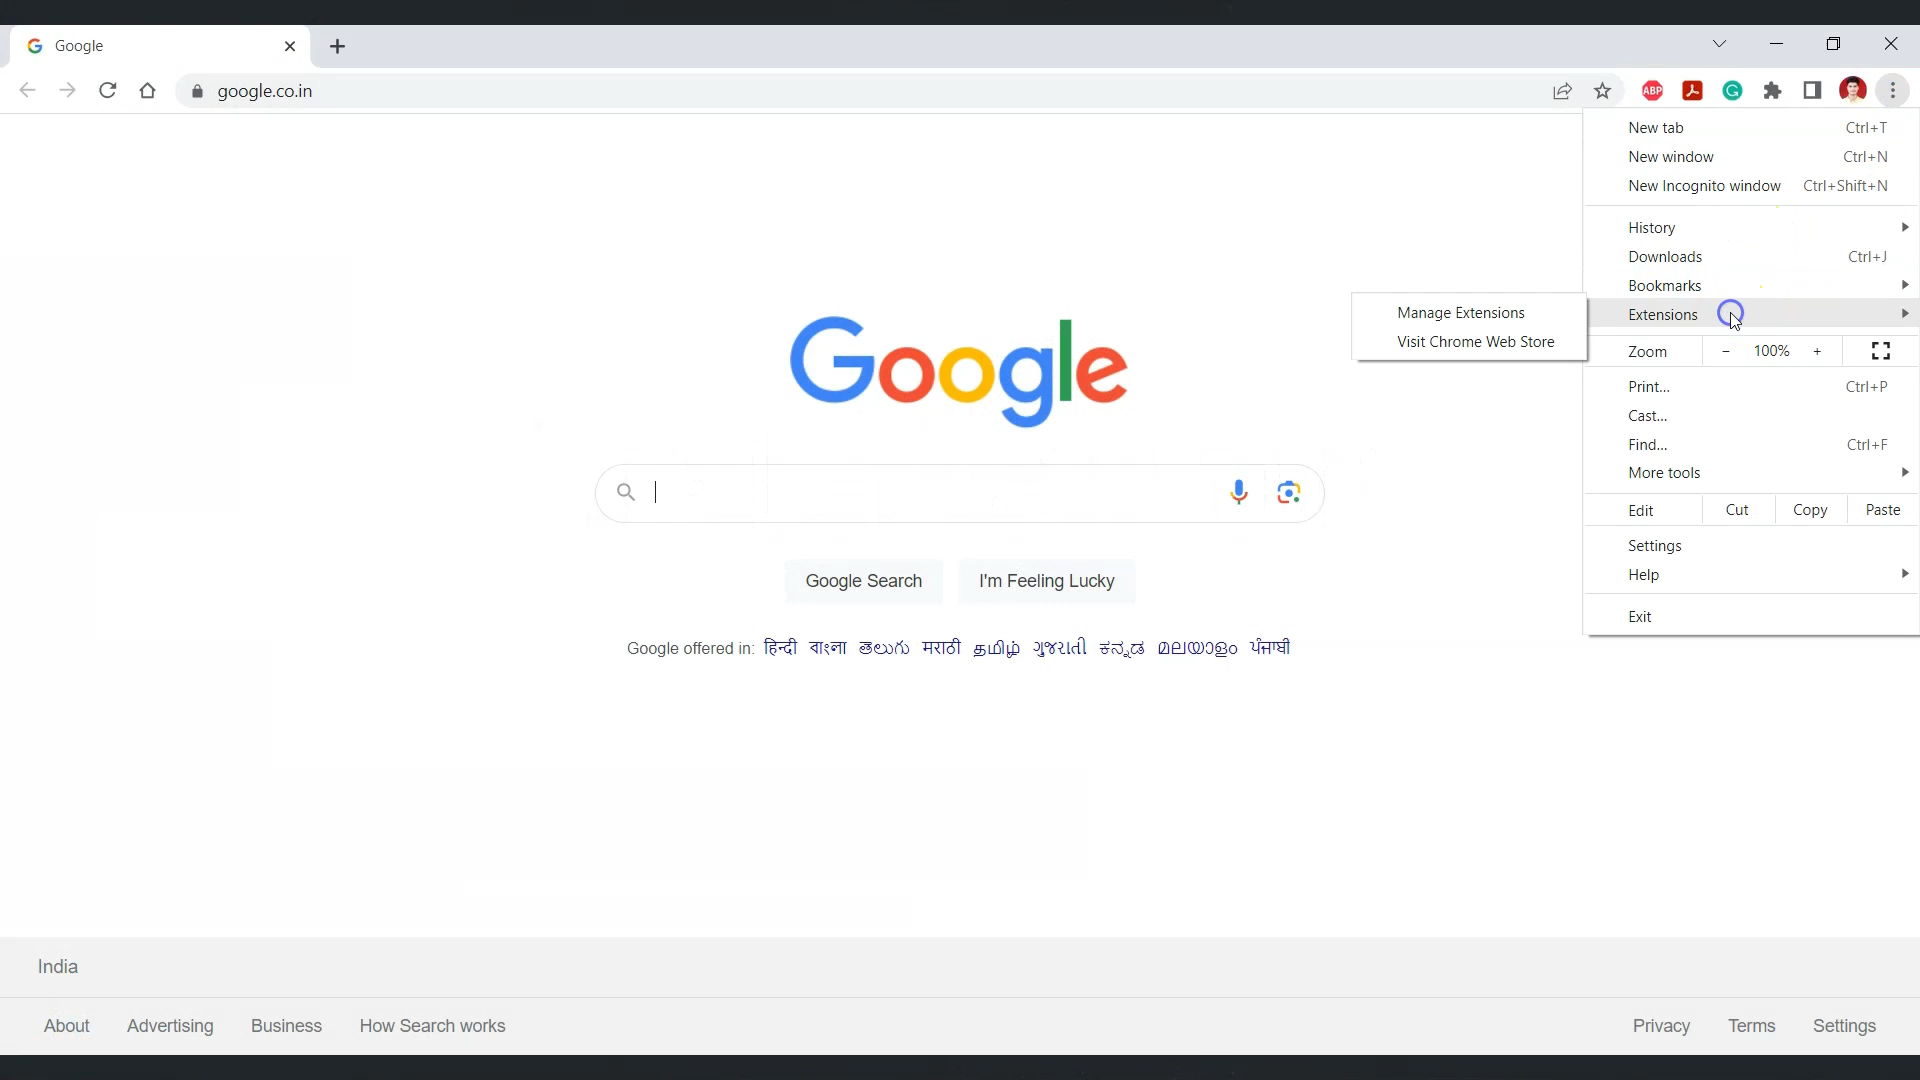 Google
google.co.in
ABP
New tab Ctrl+T
New window Ctrl+N
New Incognito window Ctrl+Shift+N
History
Downloads Ctrl+J
Bookmarks
Extensions
Manage Extensions
Visit Chrome Web Store
Zoom - 100% +
Print... Ctrl+P
Cast...
Find... Ctrl+F
More tools
Edit Cut Copy Paste
Settings
Help
Exit
Google
Google Search I'm Feeling Lucky
Google offered in: हिन्दी বাংলা తెలుగు मराठी தமிழ் ગુજરાતી ಕನ್ನಡ മലയാളം ਪੰਜਾਬੀ
India
About Advertising Business How Search works Privacy Terms Settings